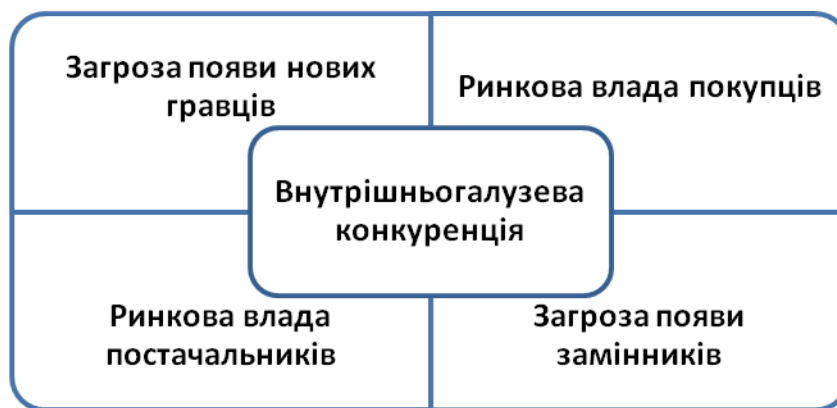 Загроза появи нових
гравців
Ринкова влада покупців
Внутрішньогалузева
конкуренція
Ринкова влада
постачальників
Загроза появи
замінників